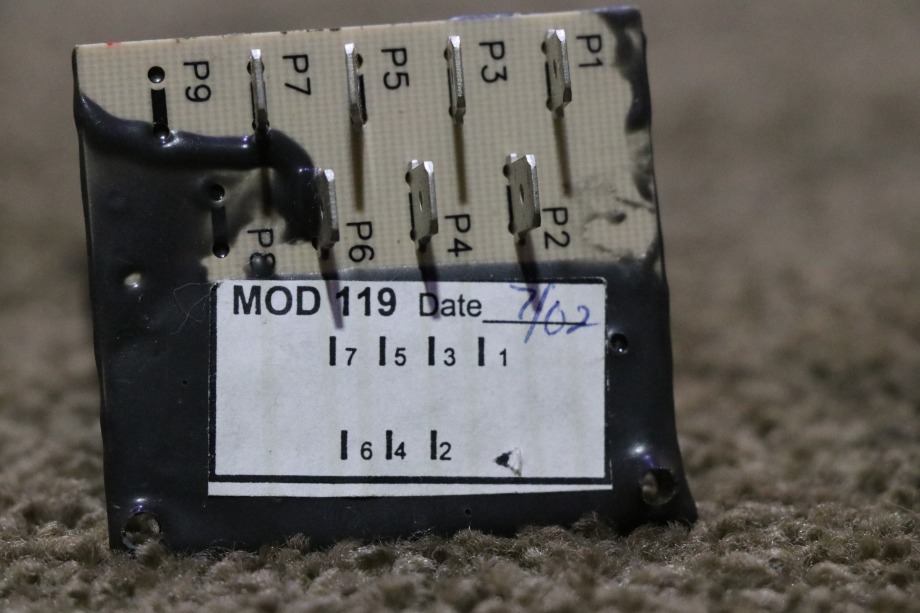 P9 P7 P5 P3 P1
P8 P6 P4 P2
MOD 119 Date 7/02
7 5 3 1
6 4 2